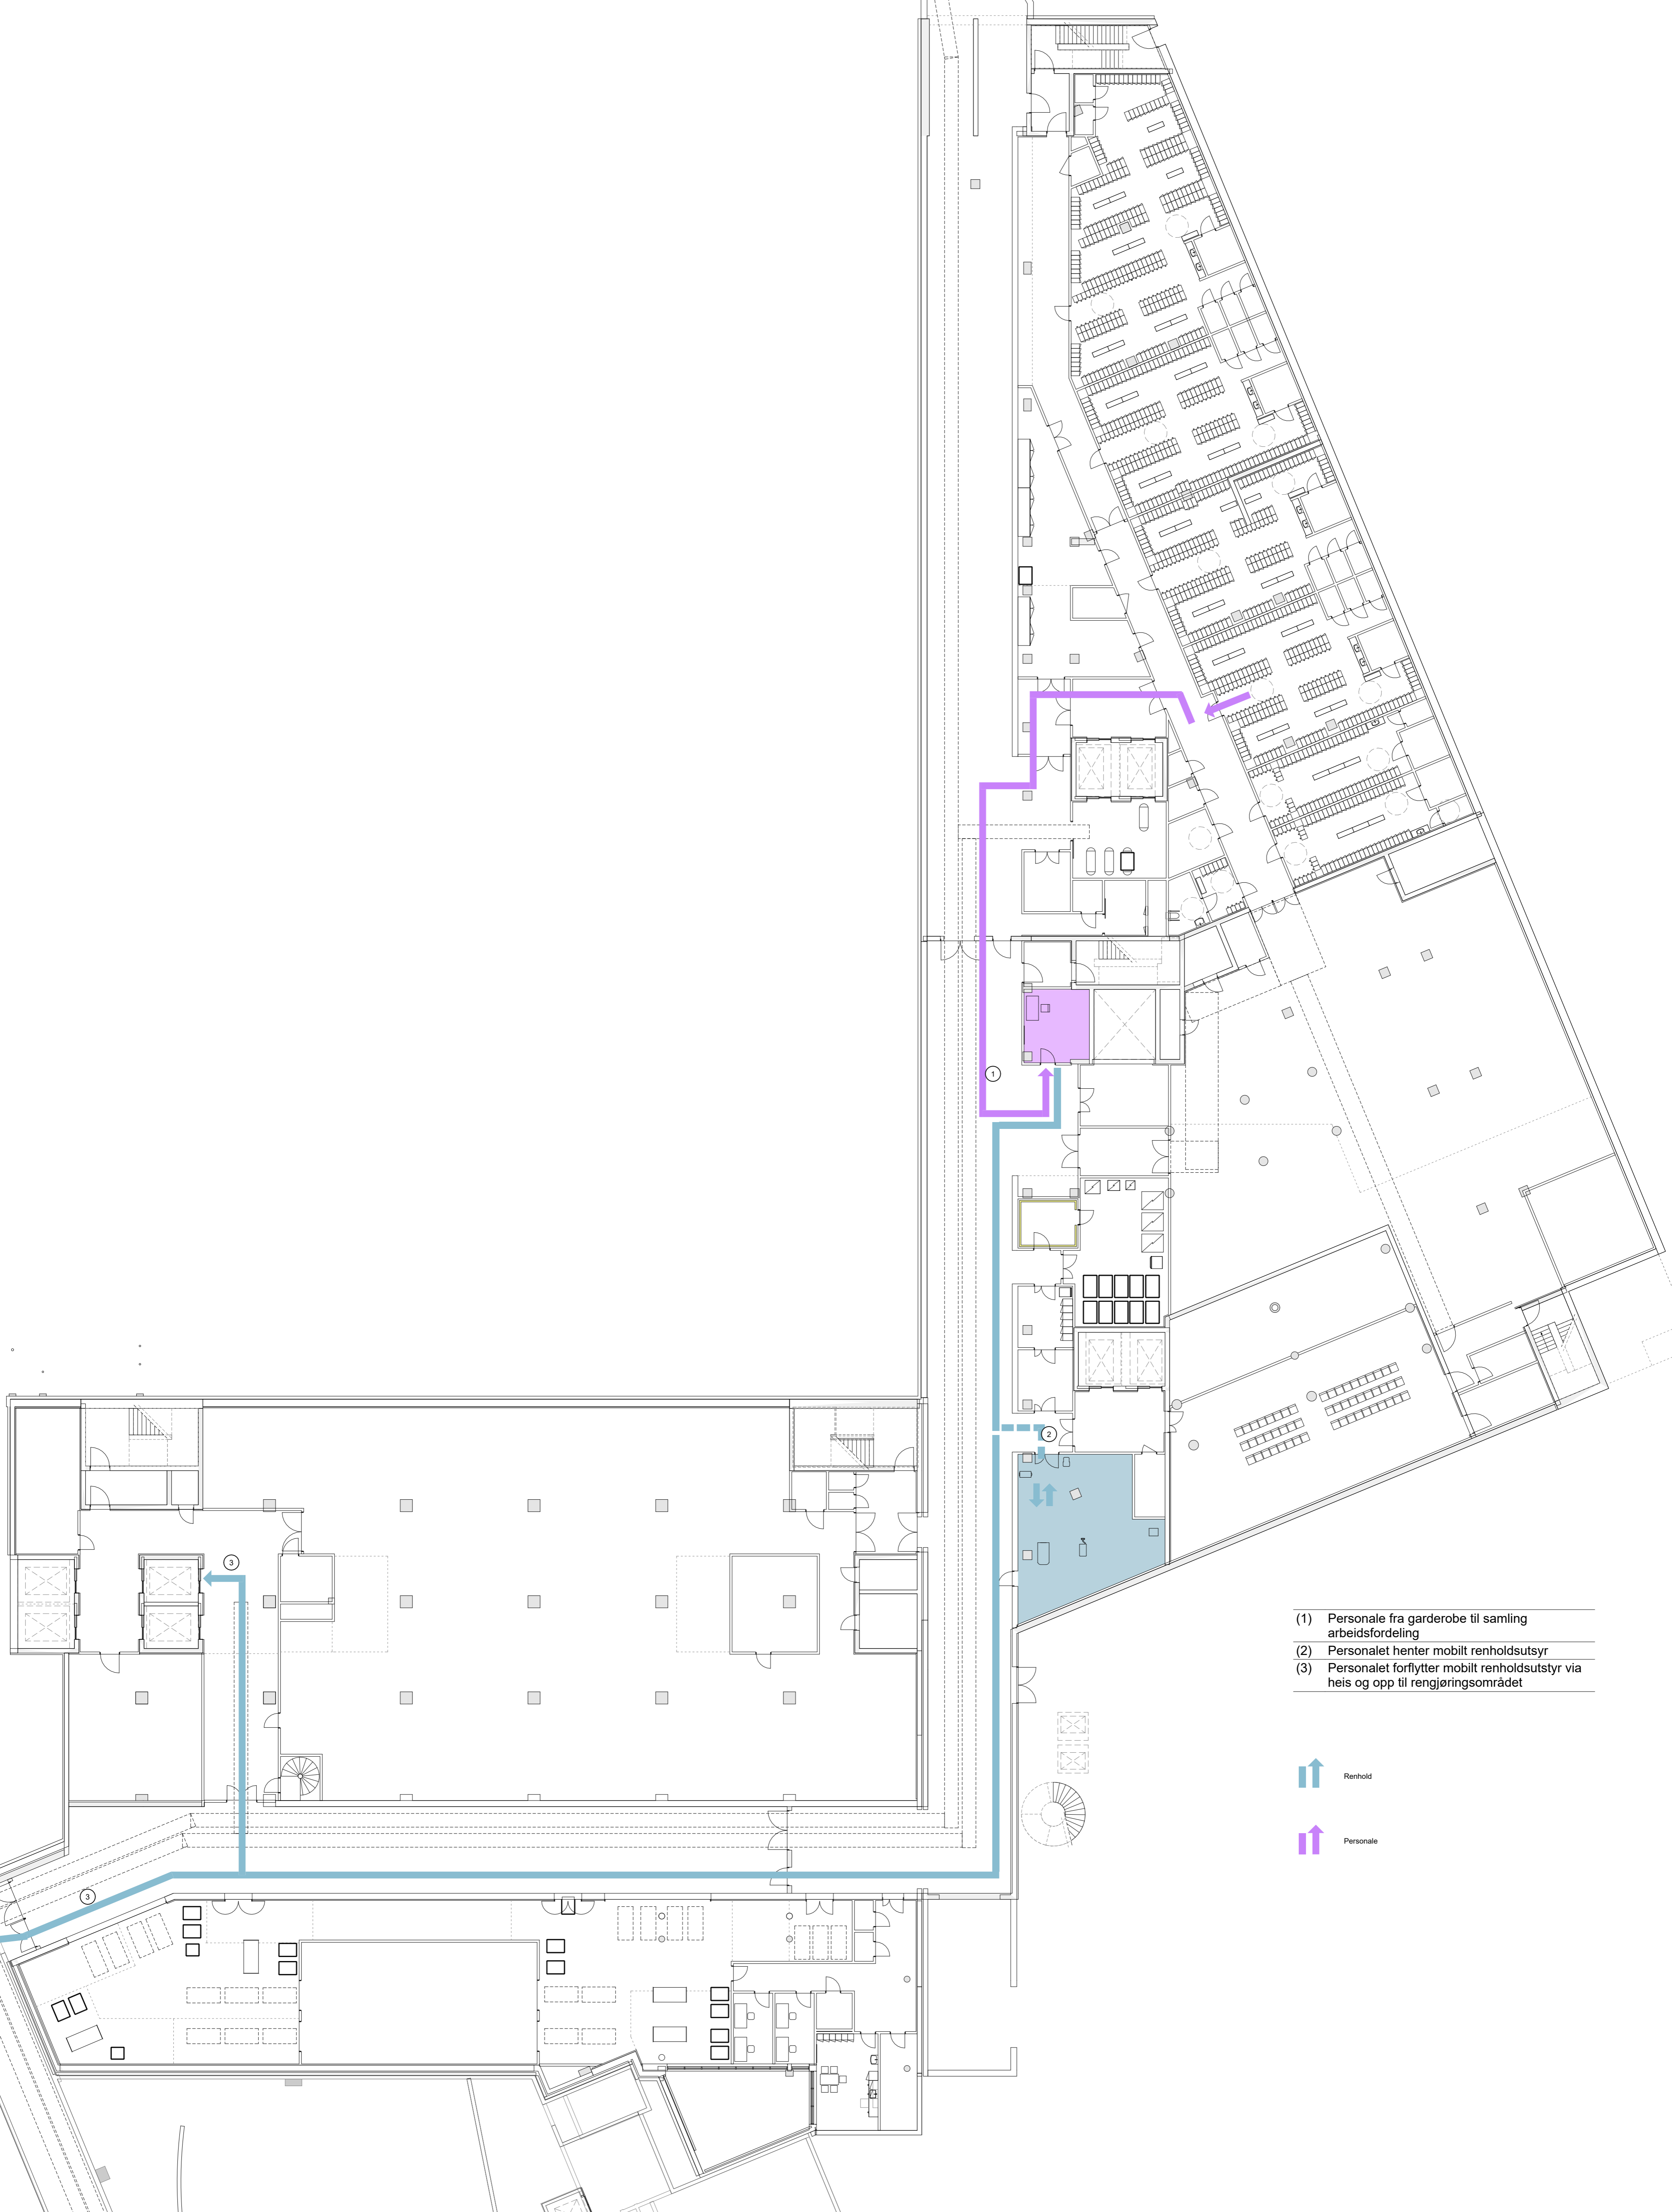 1
2
3
3
(1) Personale fra garderobe til samling
arbeidsfordeling
(2) Personalet henter mobilt renholdsutsyr
(3) Personalet forflytter mobilt renholdsutstyr via
heis og opp til rengjøringsområdet
Renhold
Personale